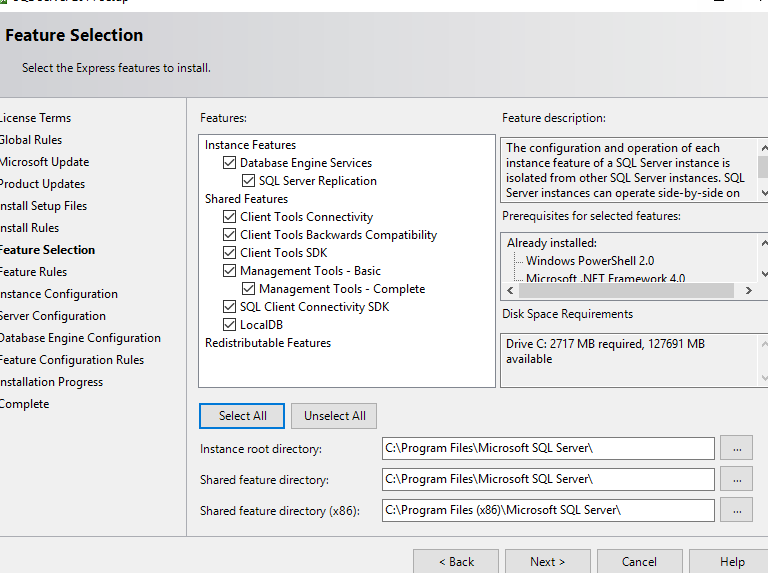 Feature Selection
Select the Express features to install.
License Terms
Global Rules
Microsoft Update
Product Updates
Install Setup Files
Install Rules
Feature Selection
Feature Rules
Instance Configuration
Server Configuration
Database Engine Configuration
Feature Configuration Rules
Installation Progress
Complete
Features:
Instance Features
Database Engine Services
SQL Server Replication
Shared Features
Client Tools Connectivity
Client Tools Backwards Compatibility
Client Tools SDK
Management Tools - Basic
Management Tools - Complete
SQL Client Connectivity SDK
LocalDB
Redistributable Features
Feature description:
The configuration and operation of each
instance feature of a SQL Server instance is
isolated from other SQL Server instances. SQL
Server instances can operate side-by-side on
Prerequisites for selected features:
Already installed:
Windows PowerShell 2.0
Microsoft .NET Framework 4.0
Disk Space Requirements
Drive C: 2717 MB required, 127691 MB
available
Select All
Unselect All
Instance root directory:
C:\Program Files\Microsoft SQL Server\
...
Shared feature directory:
C:\Program Files\Microsoft SQL Server\
...
Shared feature directory (x86):
C:\Program Files (x86)\Microsoft SQL Server\
...
< Back
Next >
Cancel
Help